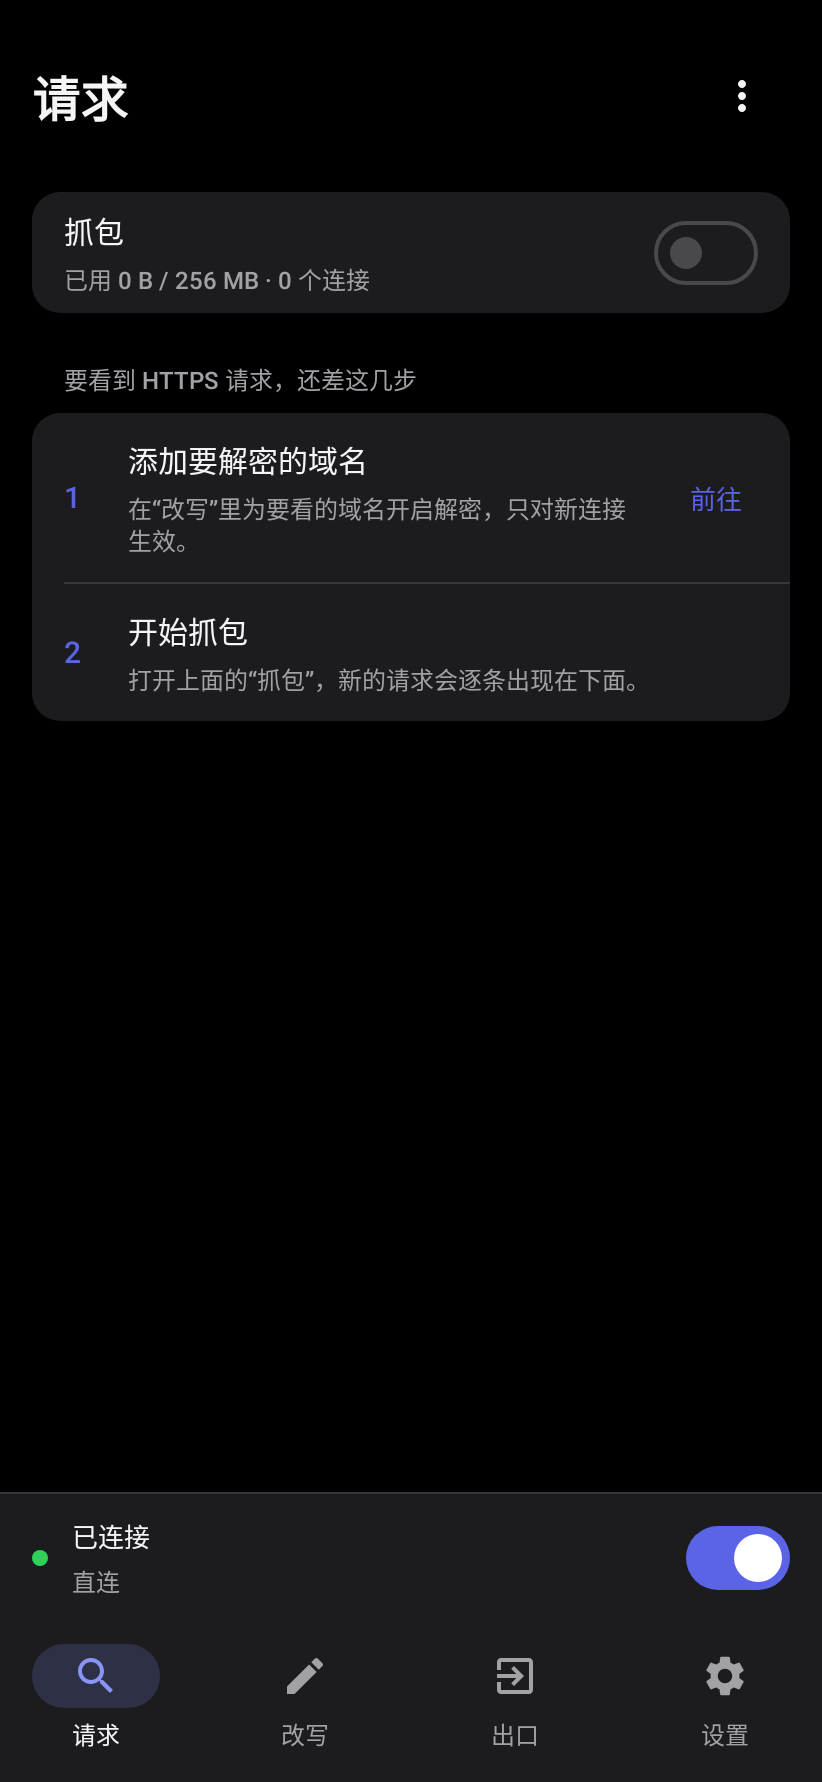 请求
抓包
已用 0 B / 256 MB · 0 个连接
要看到 HTTPS 请求，还差这几步
1
添加要解密的域名
在“改写”里为要看的域名开启解密，只对新连接
生效。
前往
2
开始抓包
打开上面的“抓包”，新的请求会逐条出现在下面。
已连接
直连
请求
改写
出口
设置